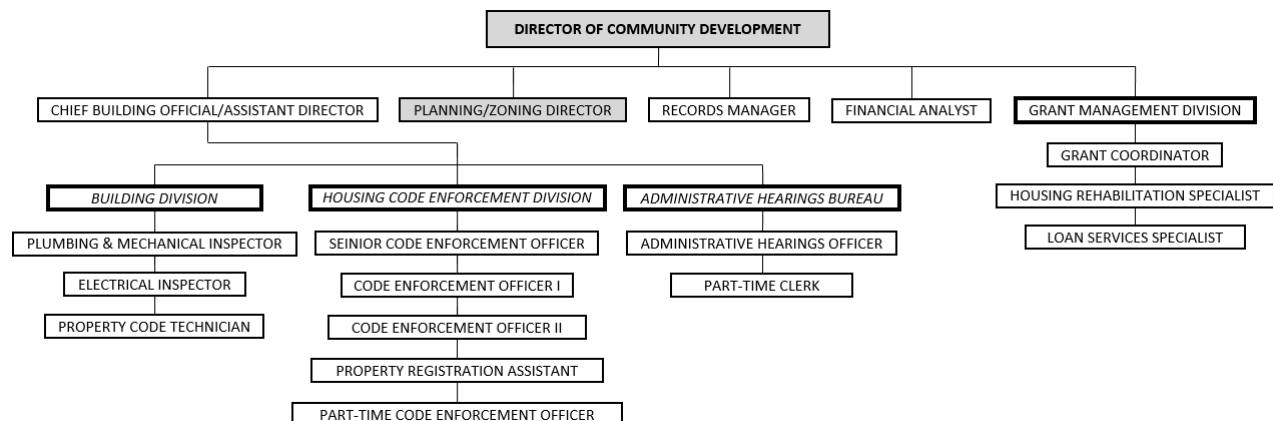 DIRECTOR OF COMMUNITY DEVELOPMENT
CHIEF BUILDING OFFICIAL/ASSISTANT DIRECTOR
PLANNING/ZONING DIRECTOR
RECORDS MANAGER
FINANCIAL ANALYST
GRANT MANAGEMENT DIVISION
GRANT COORDINATOR
HOUSING REHABILITATION SPECIALIST
LOAN SERVICES SPECIALIST
BUILDING DIVISION
PLUMBING & MECHANICAL INSPECTOR
ELECTRICAL INSPECTOR
PROPERTY CODE TECHNICIAN
HOUSING CODE ENFORCEMENT DIVISION
SEINIOR CODE ENFORCEMENT OFFICER
CODE ENFORCEMENT OFFICER I
CODE ENFORCEMENT OFFICER II
PROPERTY REGISTRATION ASSISTANT
PART-TIME CODE ENFORCEMENT OFFICER
ADMINISTRATIVE HEARINGS BUREAU
ADMINISTRATIVE HEARINGS OFFICER
PART-TIME CLERK